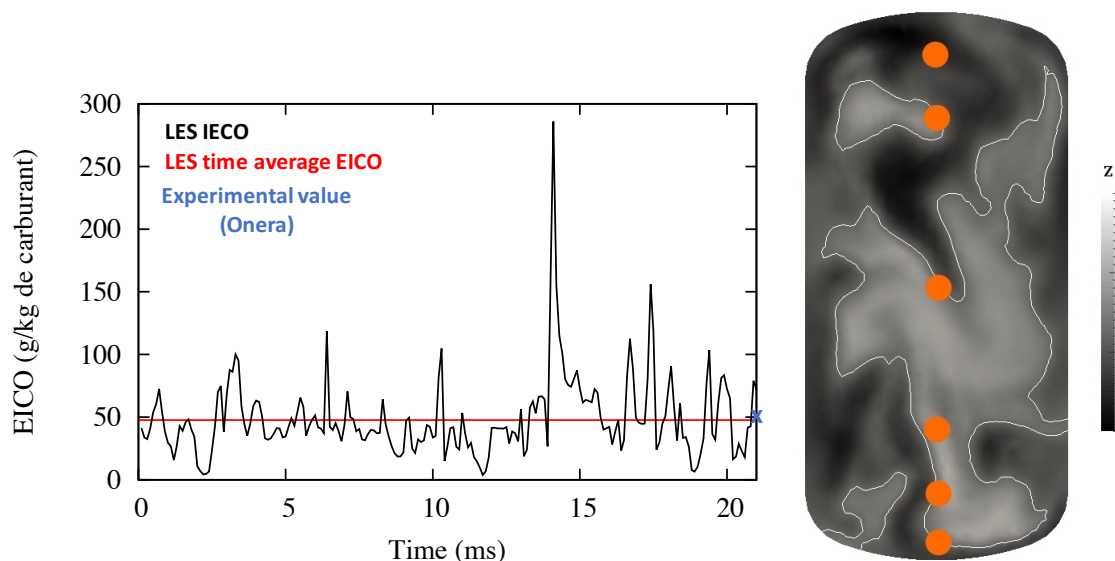 EICO (g/kg de carburant)
300
250
200
150
100
50
0
LES IECO
LES time average EICO
Experimental value
(Onera)
0 5 10 15 20
Time (ms)
z